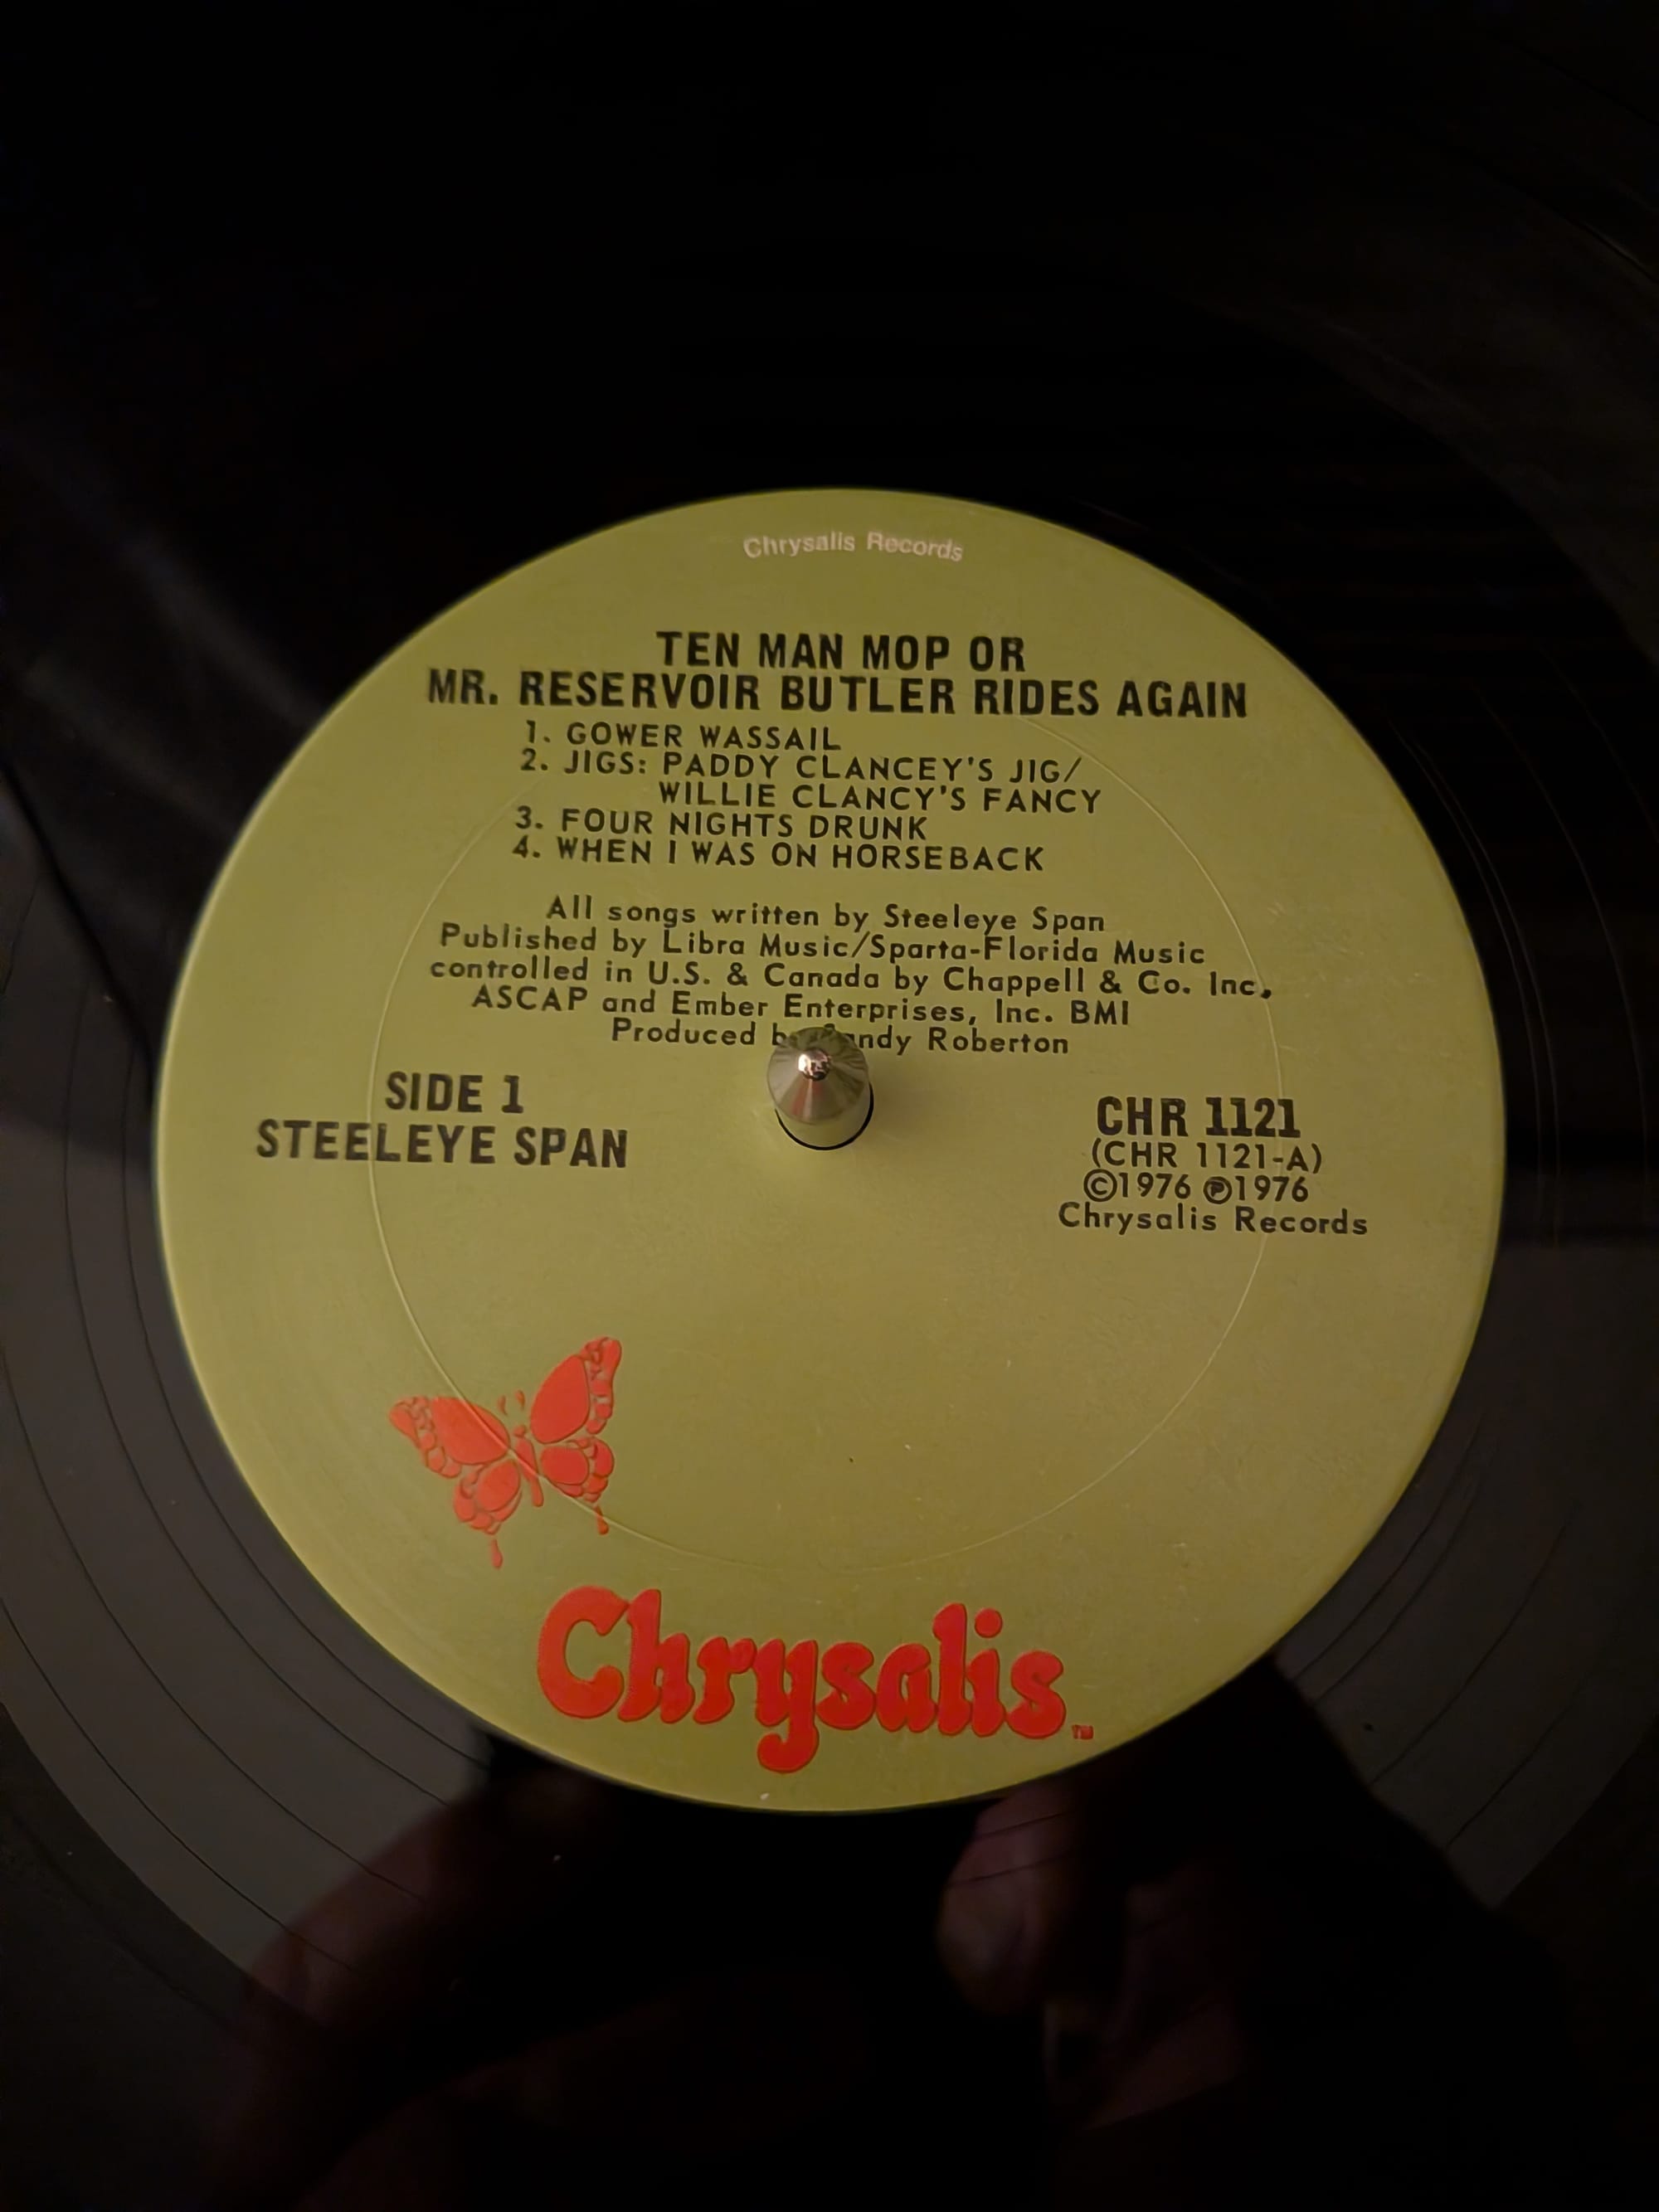 Chrysalis Records
TEN MAN MOP OR
MR. RESERVOIR BUTLER RIDES AGAIN
1. GOWER WASSAIL
2. JIGS: PADDY CLANCEY'S JIG/
WILLIE CLANCY'S FANCY
3. FOUR NIGHTS DRUNK
4. WHEN I WAS ON HORSEBACK
All songs written by Steeleye Span
Published by Libra Music/Sparta-Florida Music
controlled in U.S. & Canada by Chappell & Co. Inc.
ASCAP and Ember Enterprises, Inc. BMI
Produced Roberton
SIDE 1
STEELEYE SPAN
CHR 1121
(CHR 1121-A)
©1976 ℗1976
Chrysalis Records
Chrysalis TM